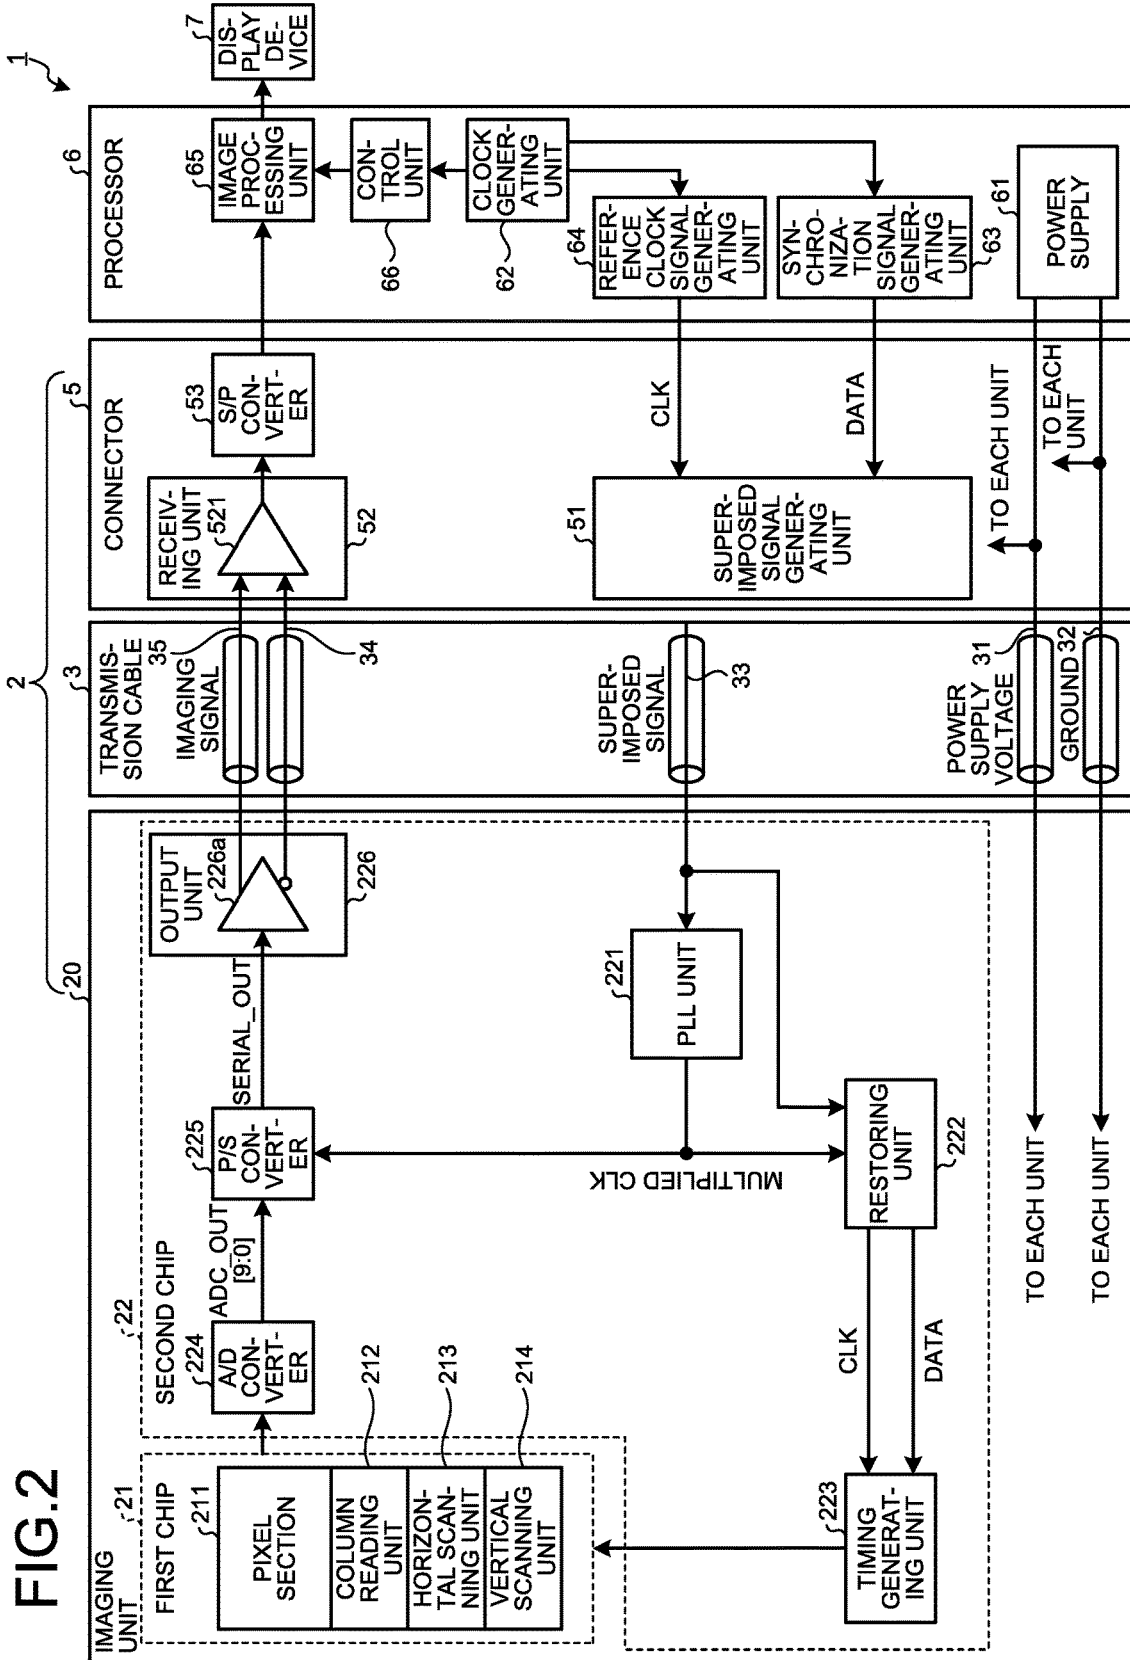 FIG.2
1
2
20
IMAGING
UNIT
21
FIRST CHIP
211
PIXEL
SECTION
COLUMN
READING
UNIT
212
HORIZON-
TAL SCAN-
NING UNIT
213
VERTICAL
SCANNING
UNIT
214
22
SECOND CHIP
224
A/D
CON-
VERT-
ER
ADC_OUT
[9:0]
225
P/S
CON-
VERT-
ER
SERIAL_OUT
OUTPUT
UNIT
226a
226
221
PLL UNIT
MULTIPLIED CLK
RESTORING
UNIT
222
CLK
DATA
223
TIMING
GENERAT-
ING UNIT
TO EACH UNIT
TO EACH UNIT
3
TRANSMIS-
SION CABLE
IMAGING
SIGNAL
35
34
SUPER-
IMPOSED
SIGNAL
33
POWER
SUPPLY
VOLTAGE
31
GROUND
32
5
CONNECTOR
RECEIV-
ING UNIT
521
52
53
S/P
CON-
VERT-
ER
51
SUPER-
IMPOSED
SIGNAL
GENER-
ATING
UNIT
CLK
DATA
TO EACH UNIT
TO EACH
UNIT
6
PROCESSOR
65
IMAGE
PROC-
ESSING
UNIT
CON-
TROL
UNIT
66
CLOCK
GENER-
ATING
UNIT
62
64
REFER-
ENCE
CLOCK
SIGNAL
GENER-
ATING
UNIT
SYN-
CHRO-
NIZA-
TION
SIGNAL
GENER-
ATING
UNIT
63
61
POWER
SUPPLY
7
DIS-
PLAY
DE-
VICE